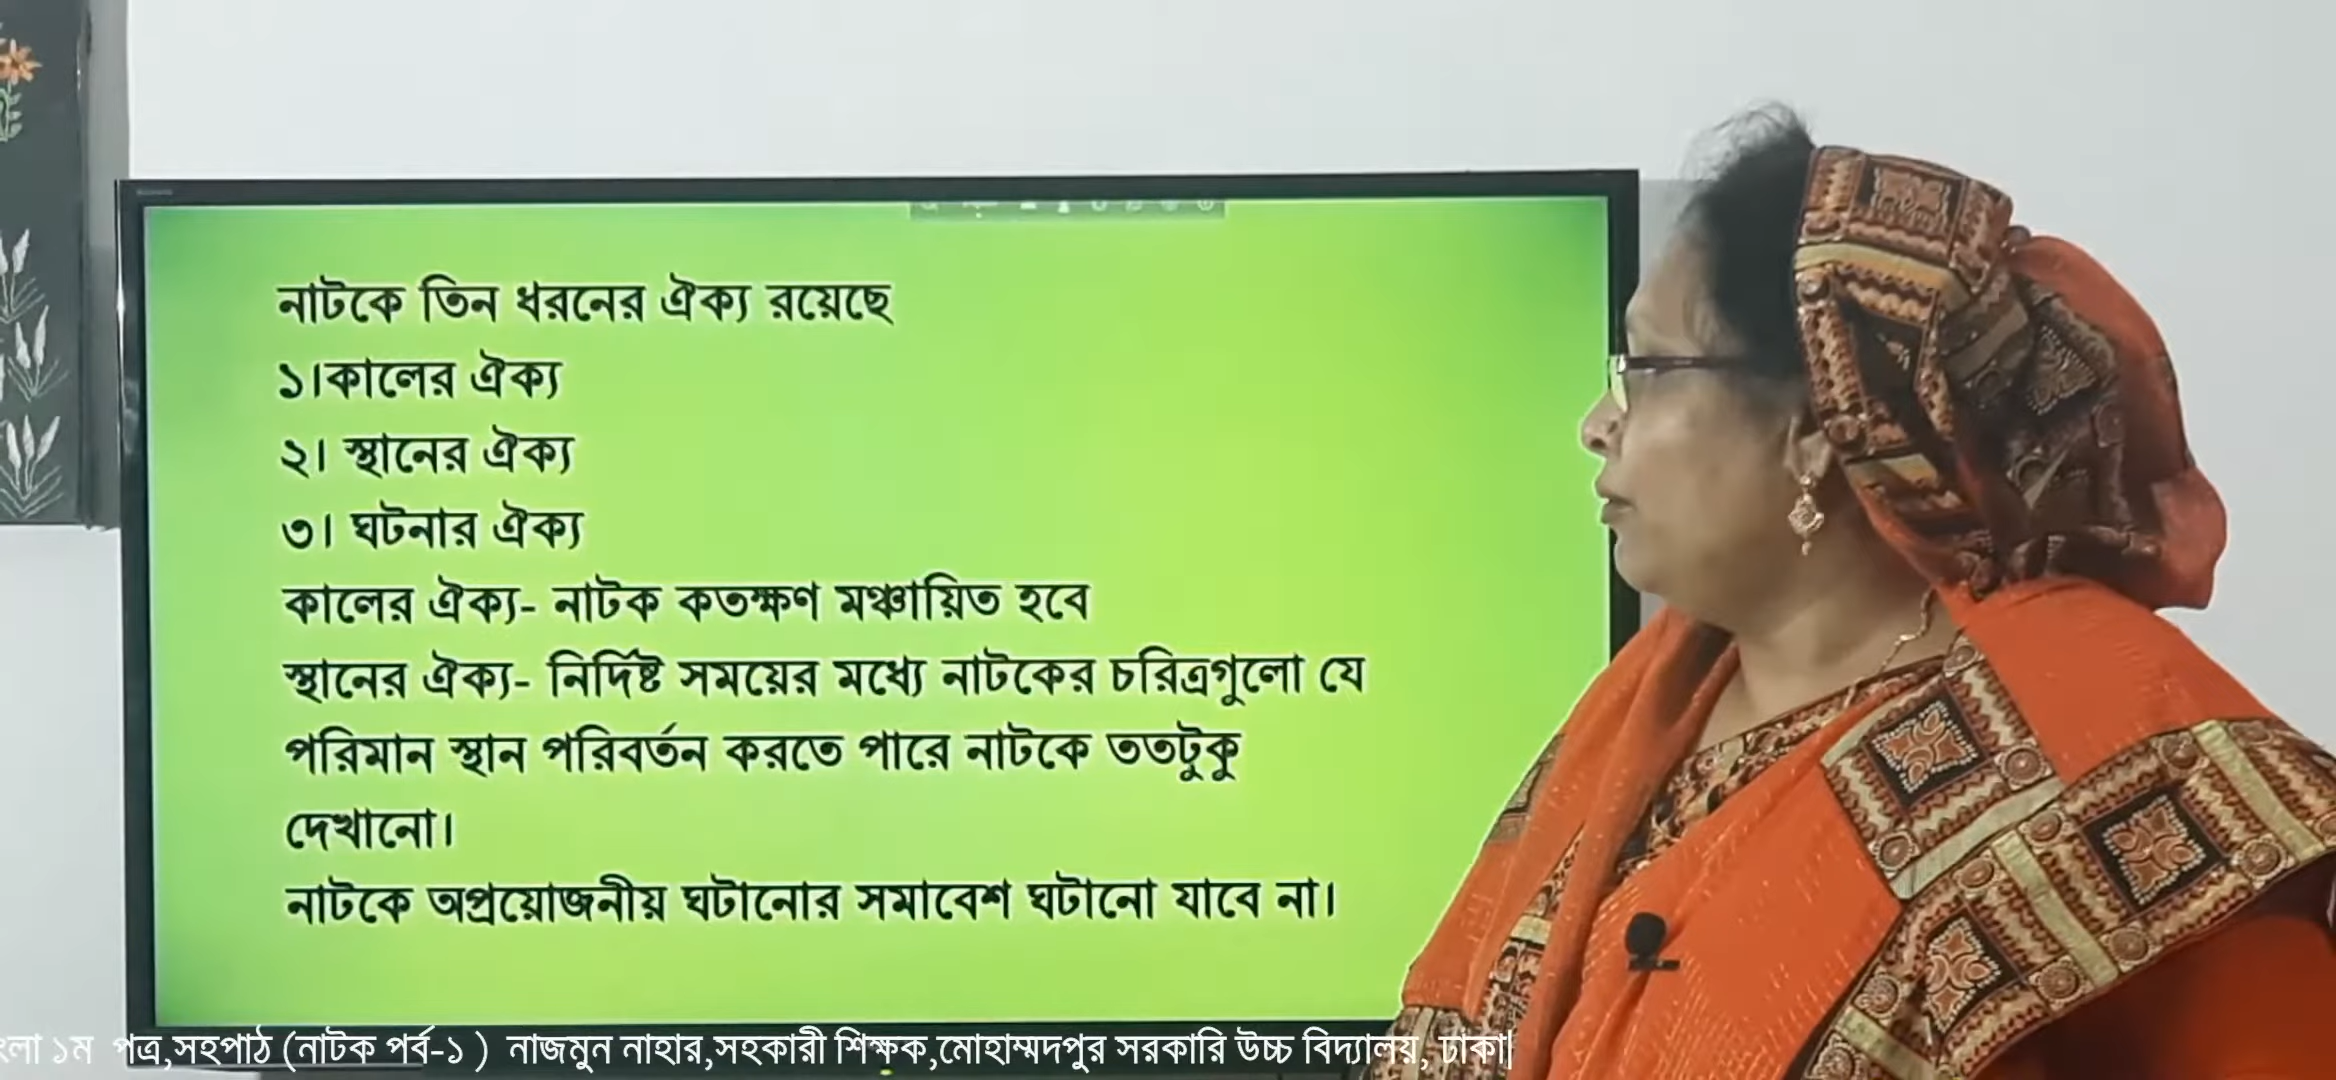 নাটকে তিন ধরনের ঐক্য রয়েছে
১।কালের ঐক্য
২। স্থানের ঐক্য
৩। ঘটনার ঐক্য
কালের ঐক্য- নাটক কতক্ষণ মঞ্চায়িত হবে
স্থানের ঐক্য- নির্দিষ্ট সময়ের মধ্যে নাটকের চরিত্রগুলো যে
পরিমান স্থান পরিবর্তন করতে পারে নাটকে ততটুকু
দেখানো।
নাটকে অপ্রয়োজনীয় ঘটানোর সমাবেশ ঘটানো যাবে না।
১ম পত্র,সহপাঠ (নাটক পর্ব-১ ) নাজমুন নাহার,সহকারী শিক্ষক,মোহাম্মদপুর সরকারি উচ্চ বিদ্যালয়, ঢাকা|